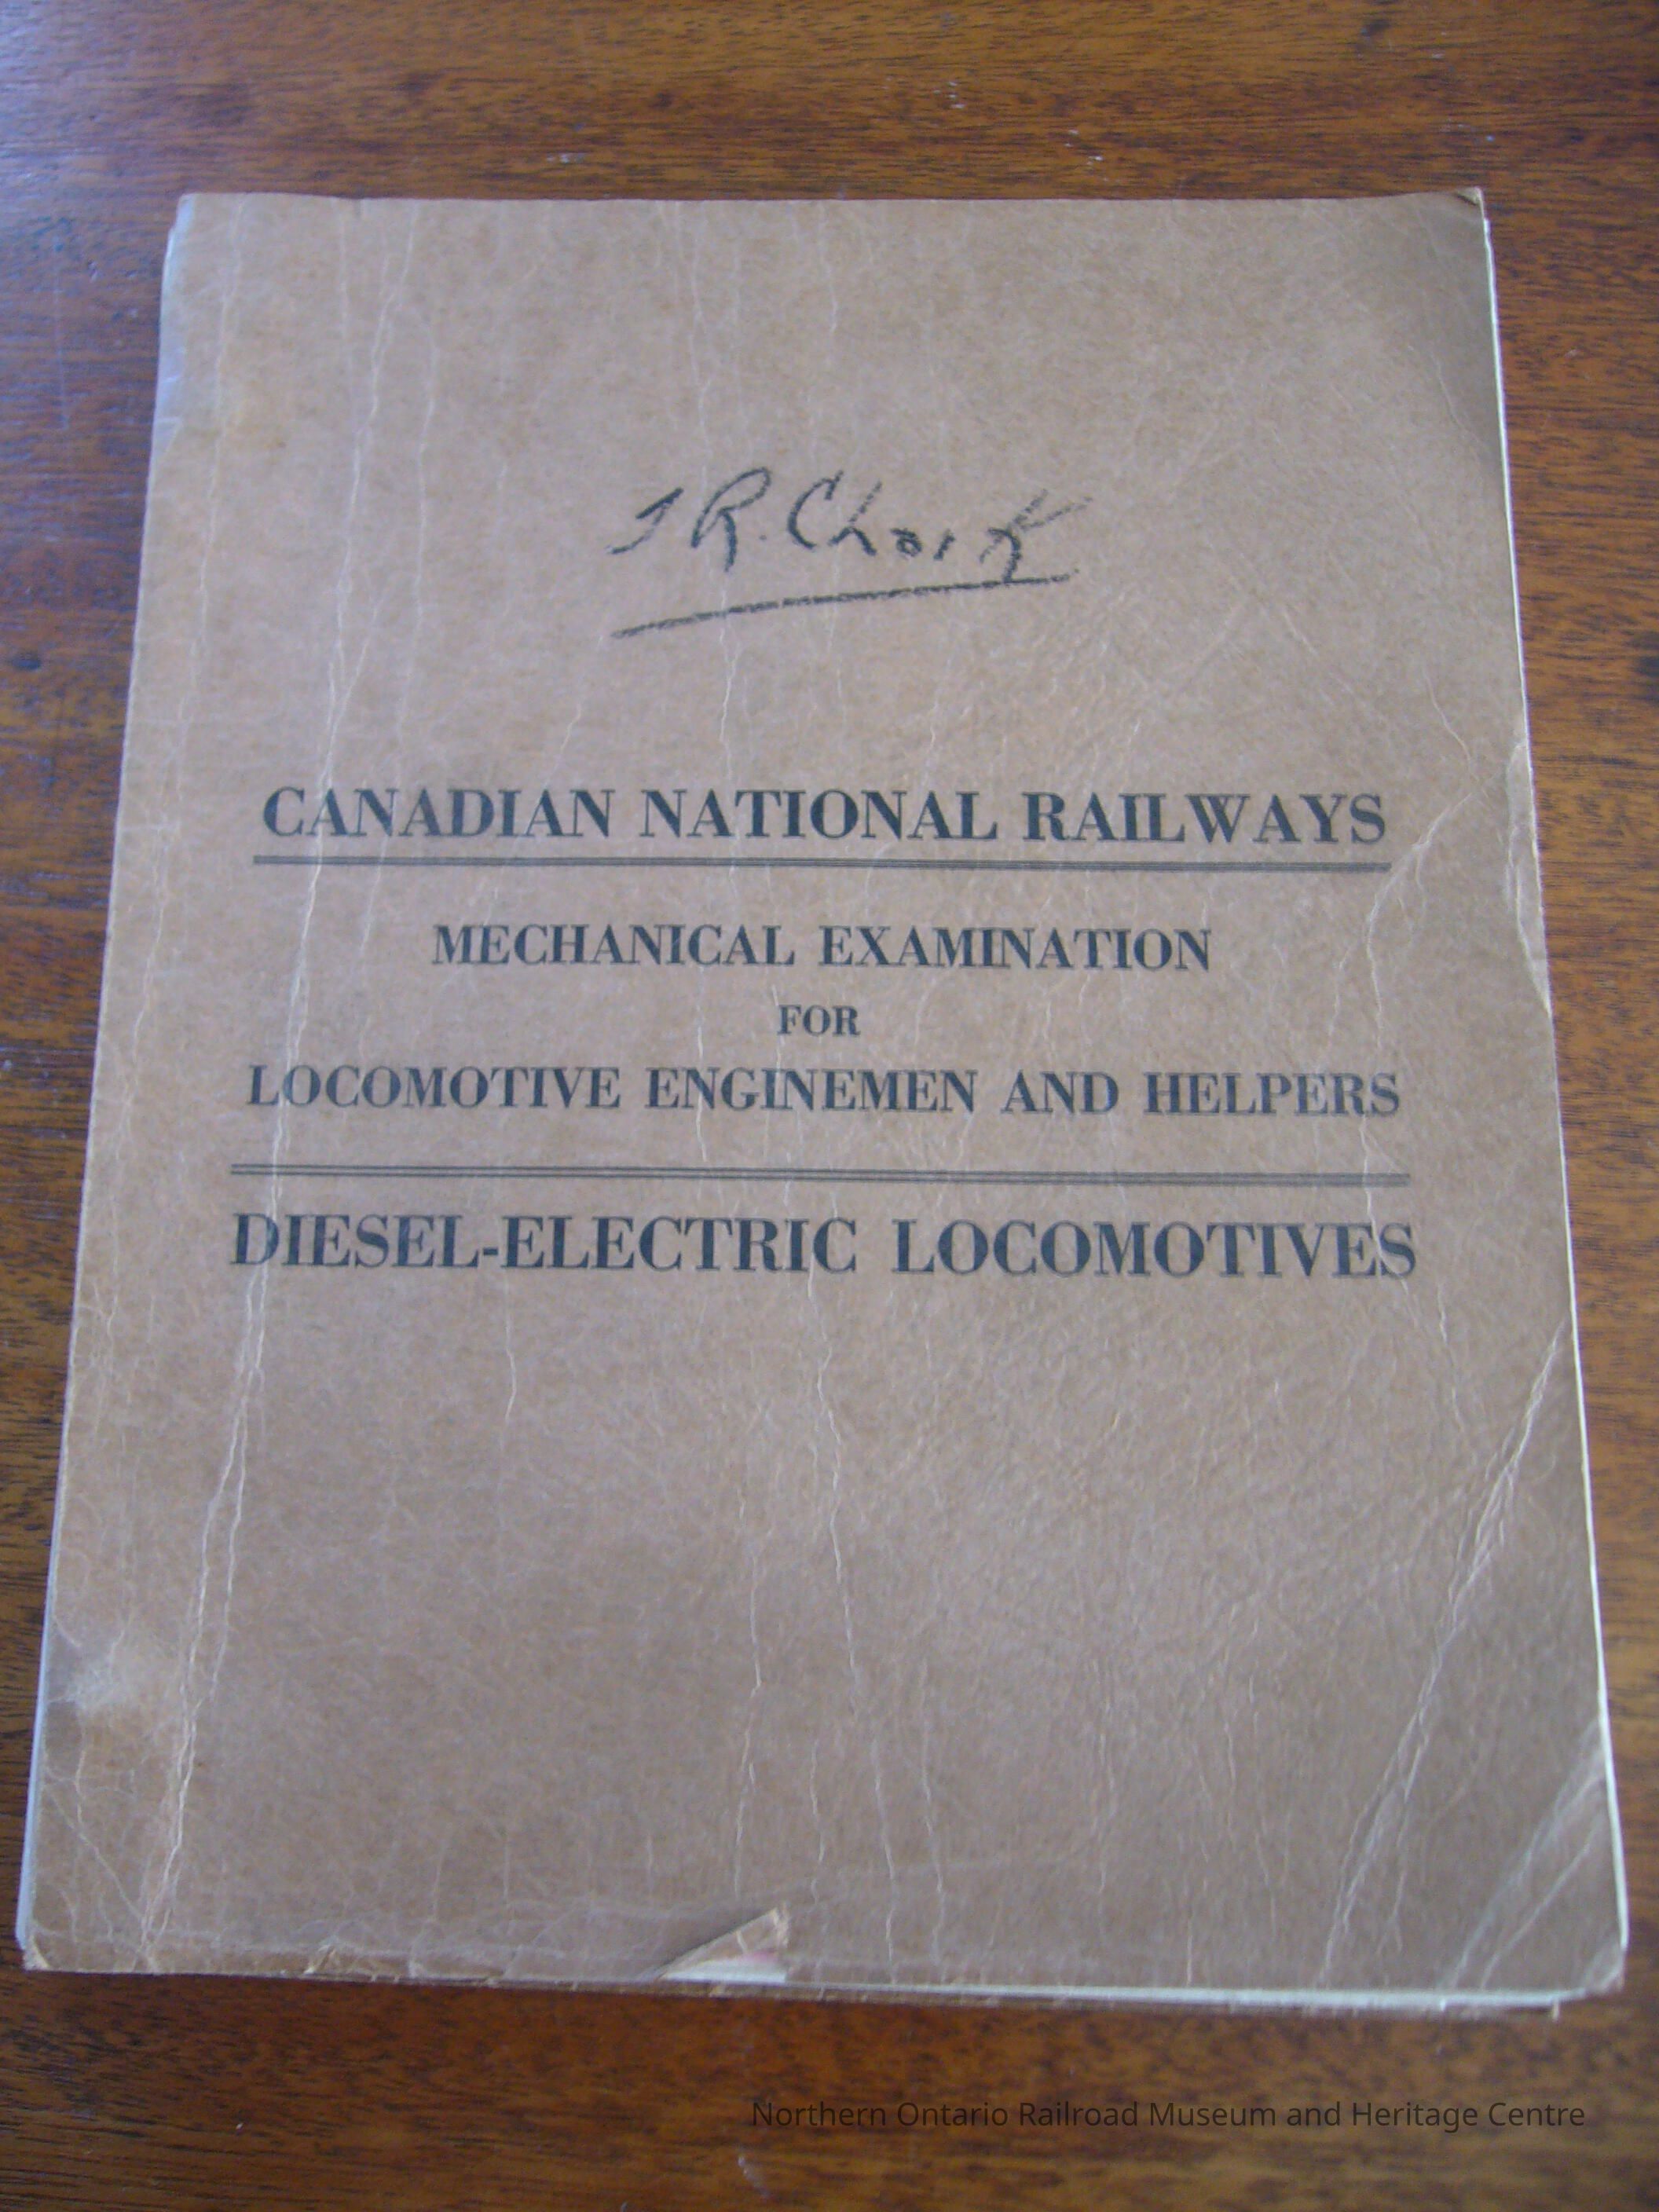 R. Clark
CANADIAN NATIONAL RAILWAYS
MECHANICAL EXAMINATION
FOR
LOCOMOTIVE ENGINEMEN AND HELPERS
DIESEL-ELECTRIC LOCOMOTIVES
Northern Ontario Railroad Museum and Heritage Centre